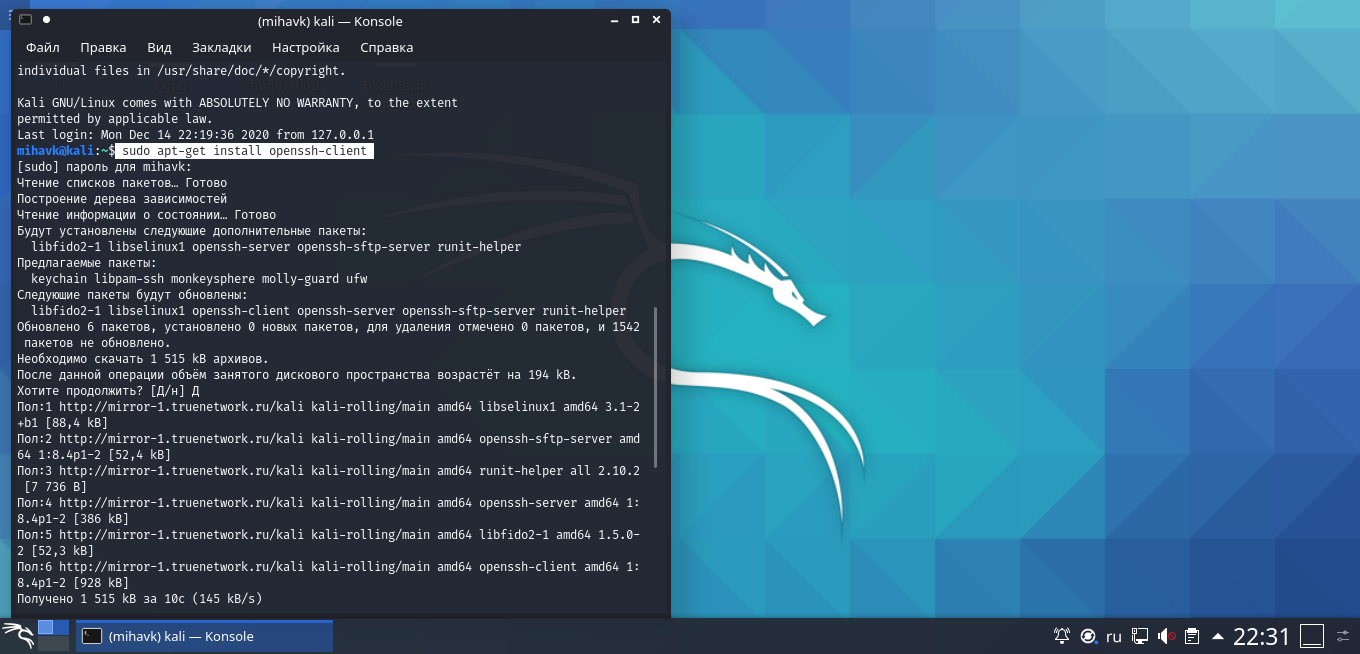 (mihavk) kali — Konsole
Файл Правка Вид Закладки Настройка Справка
individual files in /usr/share/doc/*/copyright.
Kali GNU/Linux comes with ABSOLUTELY NO WARRANTY, to the extent
permitted by applicable law.
Last login: Mon Dec 14 22:19:36 2020 from 127.0.0.1
mihavk@kali:~$ sudo apt-get install openssh-client
[sudo] пароль для mihavk:
Чтение списков пакетов… Готово
Построение дерева зависимостей
Чтение информации о состоянии… Готово
Будут установлены следующие дополнительные пакеты:
libfido2-1 libselinux1 openssh-server openssh-sftp-server runit-helper
Предлагаемые пакеты:
keychain libpam-ssh monkeysphere molly-guard ufw
Следующие пакеты будут обновлены:
libfido2-1 libselinux1 openssh-client openssh-server openssh-sftp-server runit-helper
Обновлено 6 пакетов, установлено 0 новых пакетов, для удаления отмечено 0 пакетов, и 1542
пакетов не обновлено.
Необходимо скачать 1 515 kB архивов.
После данной операции объём занятого дискового пространства возрастёт на 194 kB.
Хотите продолжить? [Д/н] Д
Пол:1 http://mirror-1.truenetwork.ru/kali kali-rolling/main amd64 libselinux1 amd64 3.1-2
+b1 [88,4 kB]
Пол:2 http://mirror-1.truenetwork.ru/kali kali-rolling/main amd64 openssh-sftp-server amd
64 1:8.4p1-2 [52,4 kB]
Пол:3 http://mirror-1.truenetwork.ru/kali kali-rolling/main amd64 runit-helper all 2.10.2
[7 736 B]
Пол:4 http://mirror-1.truenetwork.ru/kali kali-rolling/main amd64 openssh-server amd64 1:
8.4p1-2 [386 kB]
Пол:5 http://mirror-1.truenetwork.ru/kali kali-rolling/main amd64 libfido2-1 amd64 1.5.0-
2 [52,3 kB]
Пол:6 http://mirror-1.truenetwork.ru/kali kali-rolling/main amd64 openssh-client amd64 1:
8.4p1-2 [928 kB]
Получено 1 515 kB за 10с (145 kB/s)
(mihavk) kali — Konsole
ru
22:31